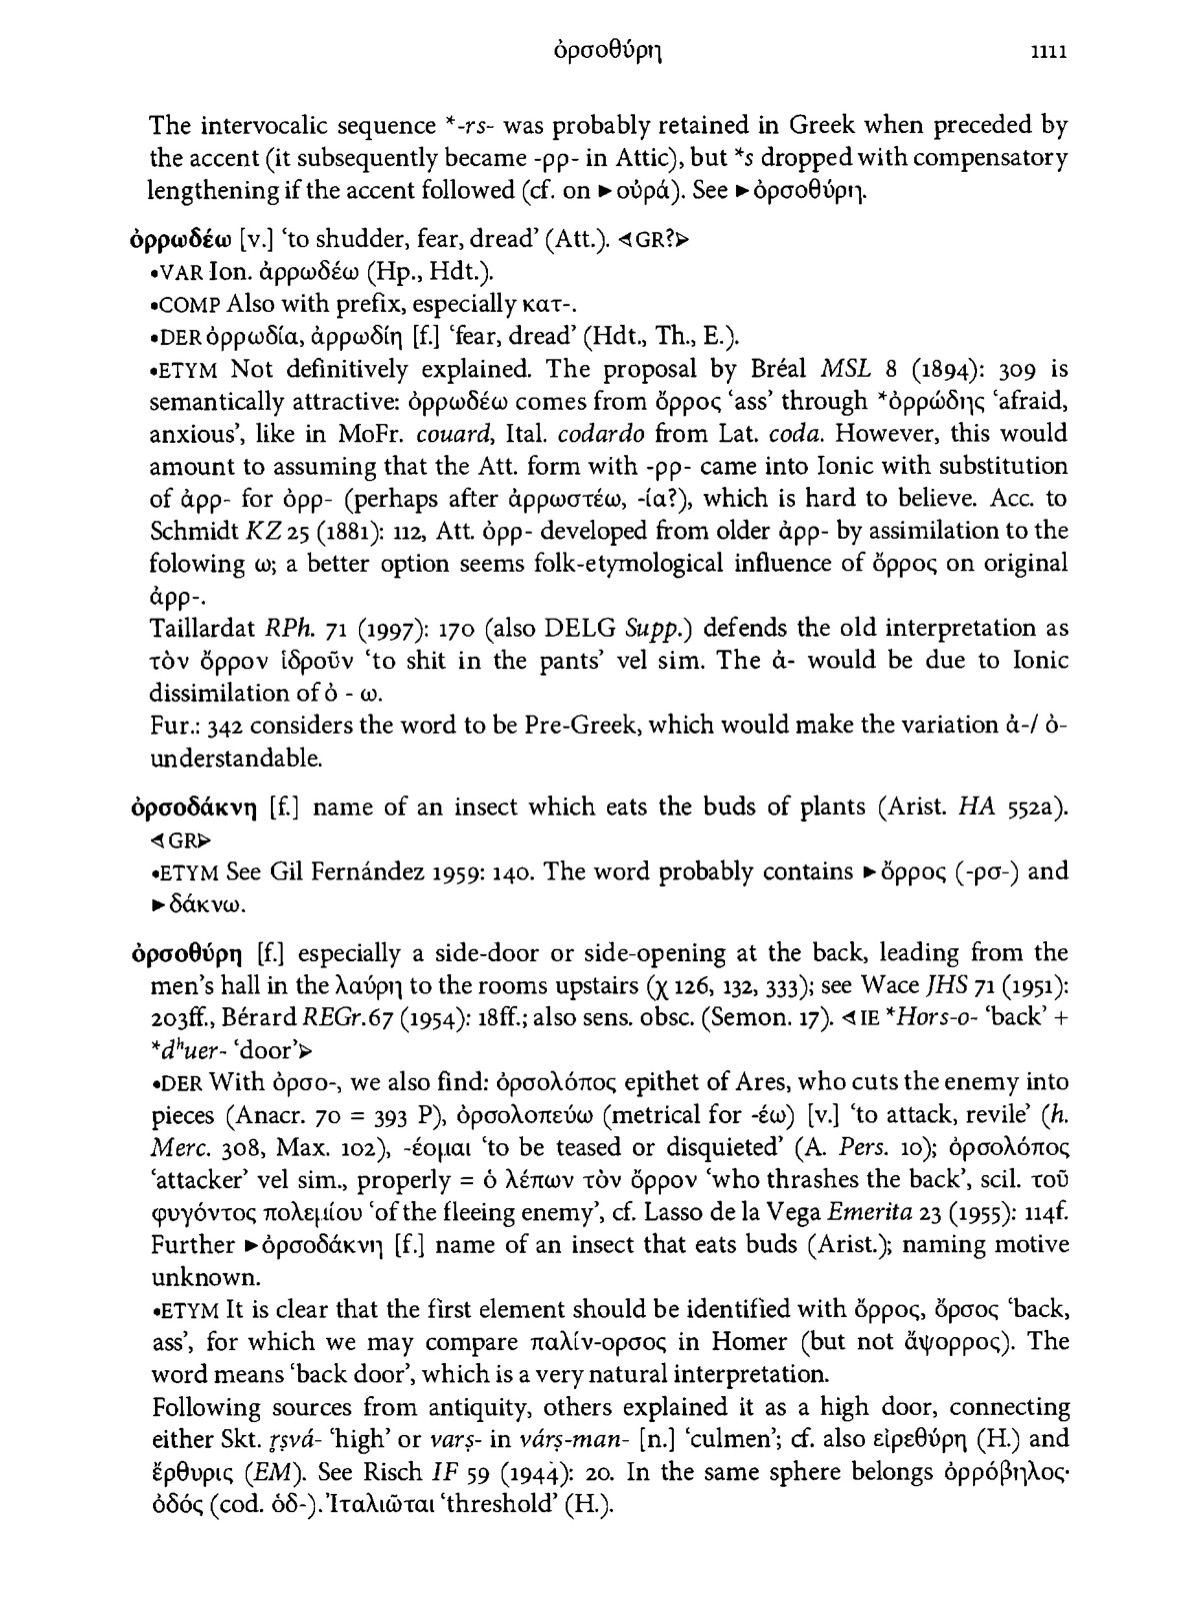 ὀρσοθύρη 1111
The intervocalic sequence *-rs- was probably retained in Greek when preceded by
the accent (it subsequently became -ρρ- in Attic), but *s dropped with compensatory
lengthening if the accent followed (cf. on ►οὐρά). See ►ὀρσοθύρη.
ὀρρωδέω [v.] ‘to shudder, fear, dread’ (Att.). ⊲GR?⊳
•VAR Ion. ἀρρωδέω (Hp., Hdt.).
•COMP Also with prefix, especially κατ-.
•DER ὀρρωδία, ἀρρωδίη [f.] ‘fear, dread’ (Hdt., Th., E.).
•ETYM Not definitively explained. The proposal by Bréal MSL 8 (1894): 309 is
semantically attractive: ὀρρωδέω comes from ὄρρος ‘ass’ through *ὀρρώδης ‘afraid,
anxious’, like in MoFr. couard, Ital. codardo from Lat. coda. However, this would
amount to assuming that the Att. form with -ρρ- came into Ionic with substitution
of ἀρρ- for ὀρρ- (perhaps after ἀρρωστέω, -ία?), which is hard to believe. Acc. to
Schmidt KZ 25 (1881): 112, Att. ὀρρ- developed from older ἀρρ- by assimilation to the
folowing ω; a better option seems folk-etymological influence of ὄρρος on original
ἀρρ-.
Taillardat RPh. 71 (1997): 170 (also DELG Supp.) defends the old interpretation as
τὸν ὄρρον ἰδροῦν ‘to shit in the pants’ vel sim. The ἀ- would be due to Ionic
dissimilation of ὀ - ω.
Fur.: 342 considers the word to be Pre-Greek, which would make the variation ἀ-/ ὀ-
understandable.
ὀρσοδάκνη [f.] name of an insect which eats the buds of plants (Arist. HA 552a).
⊲GR⊳
•ETYM See Gil Fernández 1959: 140. The word probably contains ►ὄρρος (-ρσ-) and
►δάκνω.
ὀρσοθύρη [f.] especially a side-door or side-opening at the back, leading from the
men’s hall in the λαύρη to the rooms upstairs (χ 126, 132, 333); see Wace JHS 71 (1951):
203ff., Bérard REGr.67 (1954): 18ff.; also sens. obsc. (Semon. 17). ⊲IE *Hors-o- ‘back’ +
*dʰuer- ‘door’⊳
•DER With ὀρσο-, we also find: ὀρσολόπος epithet of Ares, who cuts the enemy into
pieces (Anacr. 70 = 393 P), ὀρσολοπεύω (metrical for -έω) [v.] ‘to attack, revile’ (h.
Merc. 308, Max. 102), -έομαι ‘to be teased or disquieted’ (A. Pers. 10); ὀρσολόπος
‘attacker’ vel sim., properly = ὁ λέπων τὸν ὄρρον ‘who thrashes the back’, scil. τοῦ
φυγόντος πολεμίου ‘of the fleeing enemy’, cf. Lasso de la Vega Emerita 23 (1955): 114f.
Further ►ὀρσοδάκνη [f.] name of an insect that eats buds (Arist.); naming motive
unknown.
•ETYM It is clear that the first element should be identified with ὄρρος, ὄρσος ‘back,
ass’, for which we may compare παλίν-ορσος in Homer (but not ἄψορρος). The
word means ‘back door’, which is a very natural interpretation.
Following sources from antiquity, others explained it as a high door, connecting
either Skt. r̥ṣvá- ‘high’ or varṣ- in várṣ-man- [n.] ‘culmen’; cf. also εἰρεθύρη (H.) and
ἔρθυρις (EM). See Risch IF 59 (1944): 20. In the same sphere belongs ὀρρόβηλος·
ὀδός (cod. ὁδ-). Ἰταλιῶται ‘threshold’ (H.).